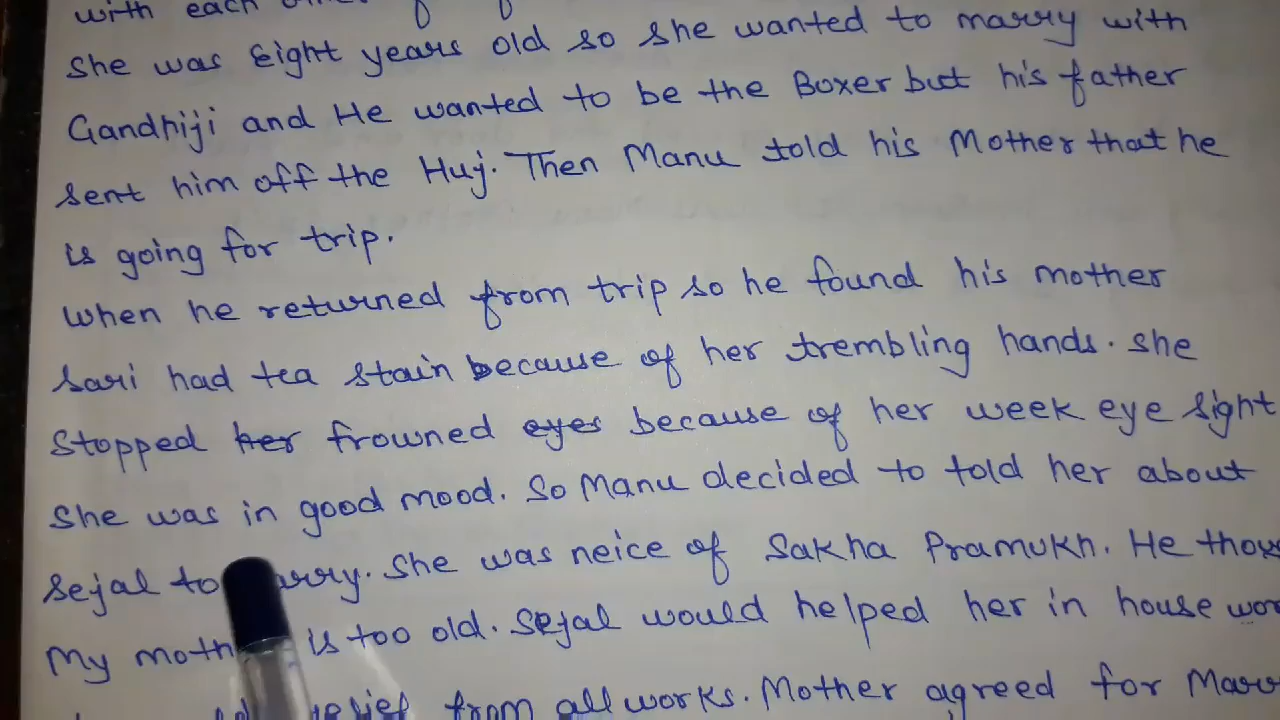 with each
She was Eight years old so she wanted to marry with
Gandhiji and He wanted to be the Boxer but his father
sent him off the Huj. Then Manu told his Mother that he
is going for trip.
When he returned from trip so he found his mother
Sari had tea stain because of her trembling hands. She
Stopped her frowned eyes because of her week eye sight
She was in good mood. So Manu decided to told her about
Sejal to marry. She was neice of Sakha Pramukh. He
My is too old. Sejal would helped her in house
from all works. Mother agreed for